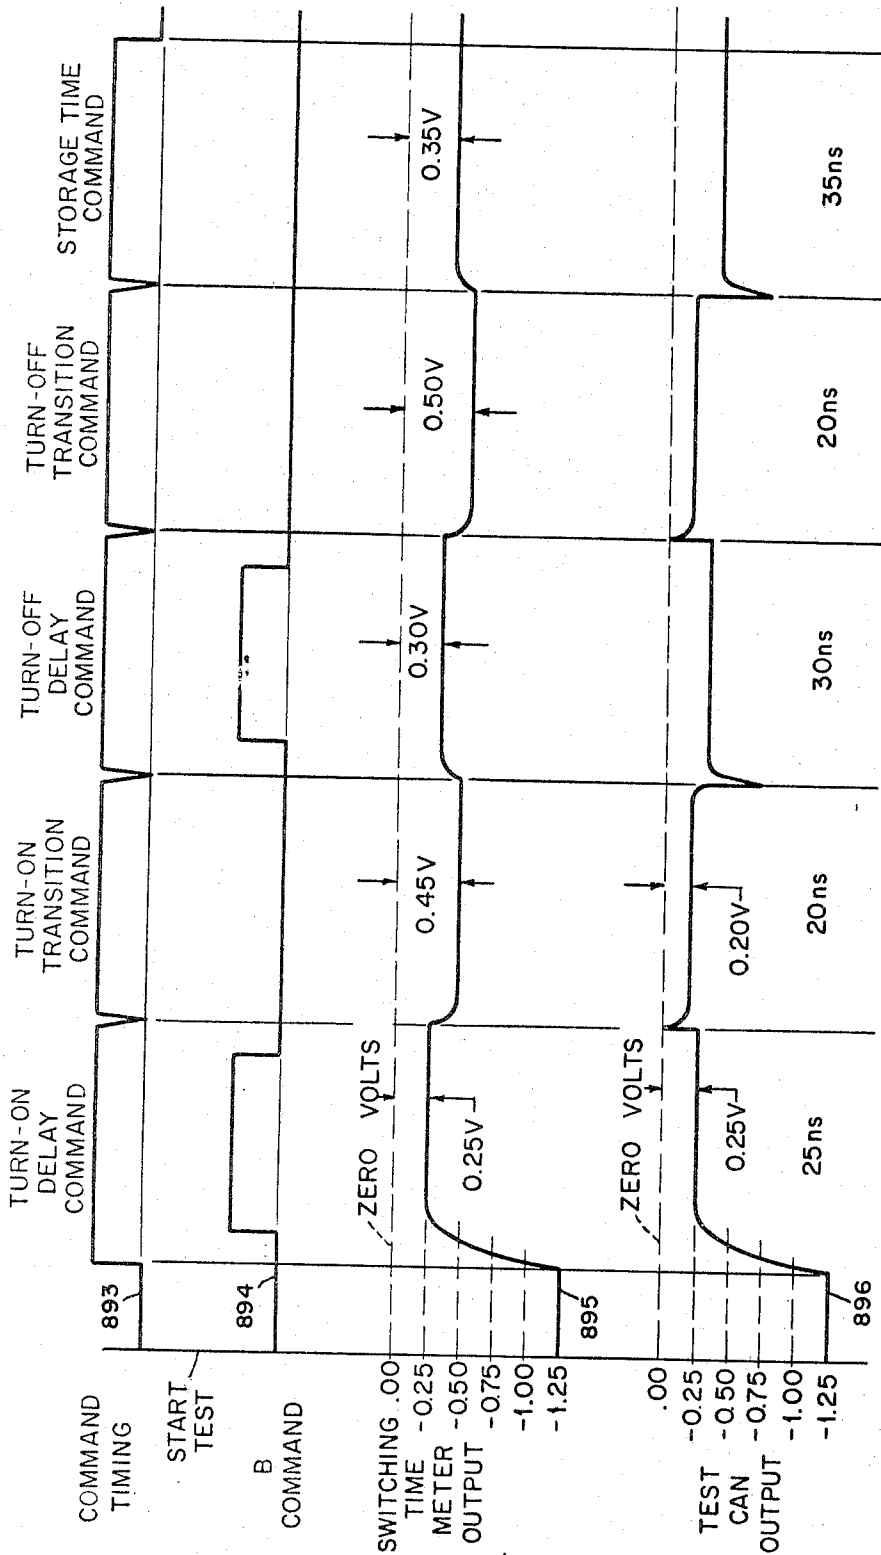 TURN-ON
DELAY
COMMAND
TURN-ON
TRANSITION
COMMAND
TURN-OFF
DELAY
COMMAND
TURN-OFF
TRANSITION
COMMAND
STORAGE TIME
COMMAND
COMMAND
TIMING
893
START
TEST
B
COMMAND
894
SWITCHING
TIME
METER
OUTPUT
.00
-0.25
-0.50
-0.75
-1.00
-1.25
ZERO VOLTS
0.25V
0.45V
0.30V
0.50V
0.35V
895
TEST
CAN
OUTPUT
.00
-0.25
-0.50
-0.75
-1.00
-1.25
ZERO VOLTS
0.25V
0.20V
896
25ns
20ns
30ns
20ns
35ns